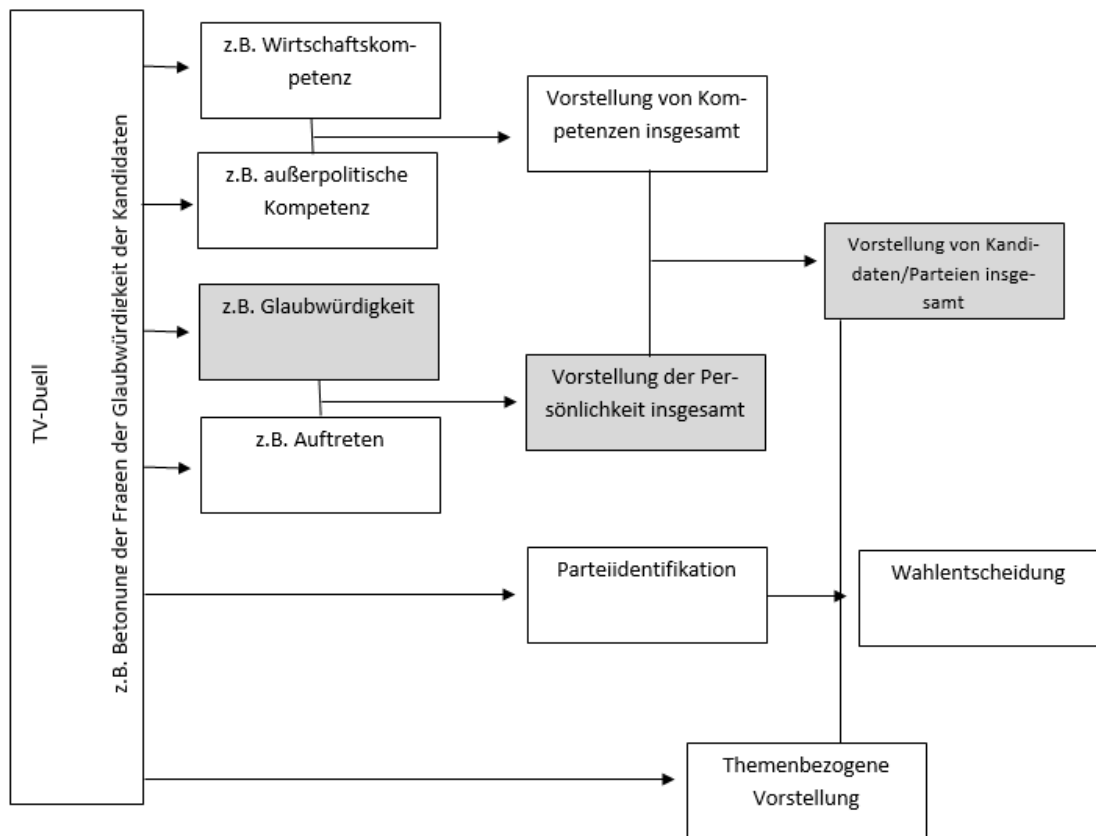 TV-Duell
z.B. Betonung der Fragen der Glaubwürdigkeit der Kandidaten
z.B. Wirtschaftskom-
petenz
z.B. außerpolitische
Kompetenz
z.B. Glaubwürdigkeit
z.B. Auftreten
Vorstellung von Kom-
petenzen insgesamt
Vorstellung der Per-
sönlichkeit insgesamt
Vorstellung von Kandi-
daten/Parteien insge-
samt
Parteiidentifikation
Wahlentscheidung
Themenbezogene
Vorstellung